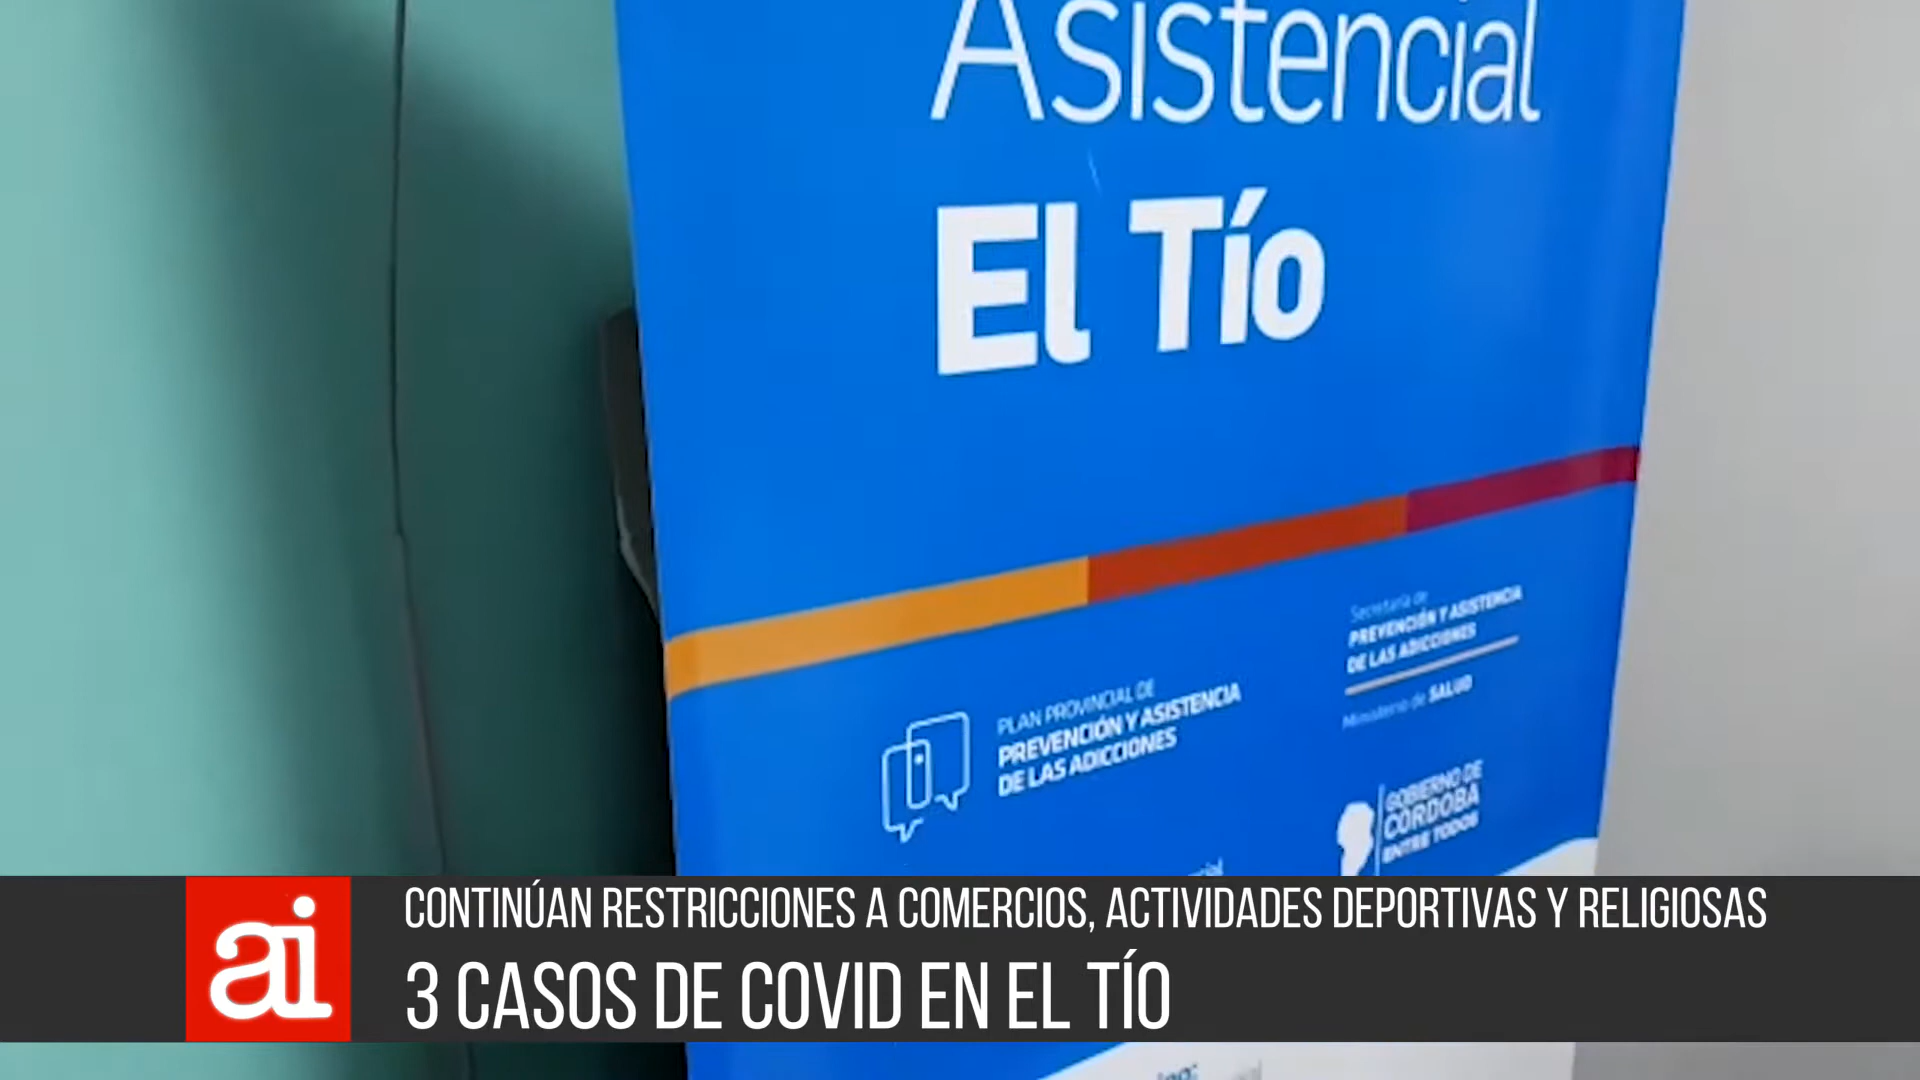 Asistencial
El Tío
Secretaría de
PREVENCIÓN Y ASISTENCIA
DE LAS ADICCIONES
Ministerio de SALUD
PLAN PROVINCIAL DE
PREVENCIÓN Y ASISTENCIA
DE LAS ADICCIONES
GOBIERNO DE
CÓRDOBA
ENTRE TODOS
ai
CONTINÚAN RESTRICCIONES A COMERCIOS, ACTIVIDADES DEPORTIVAS Y RELIGIOSAS
3 CASOS DE COVID EN EL TÍO